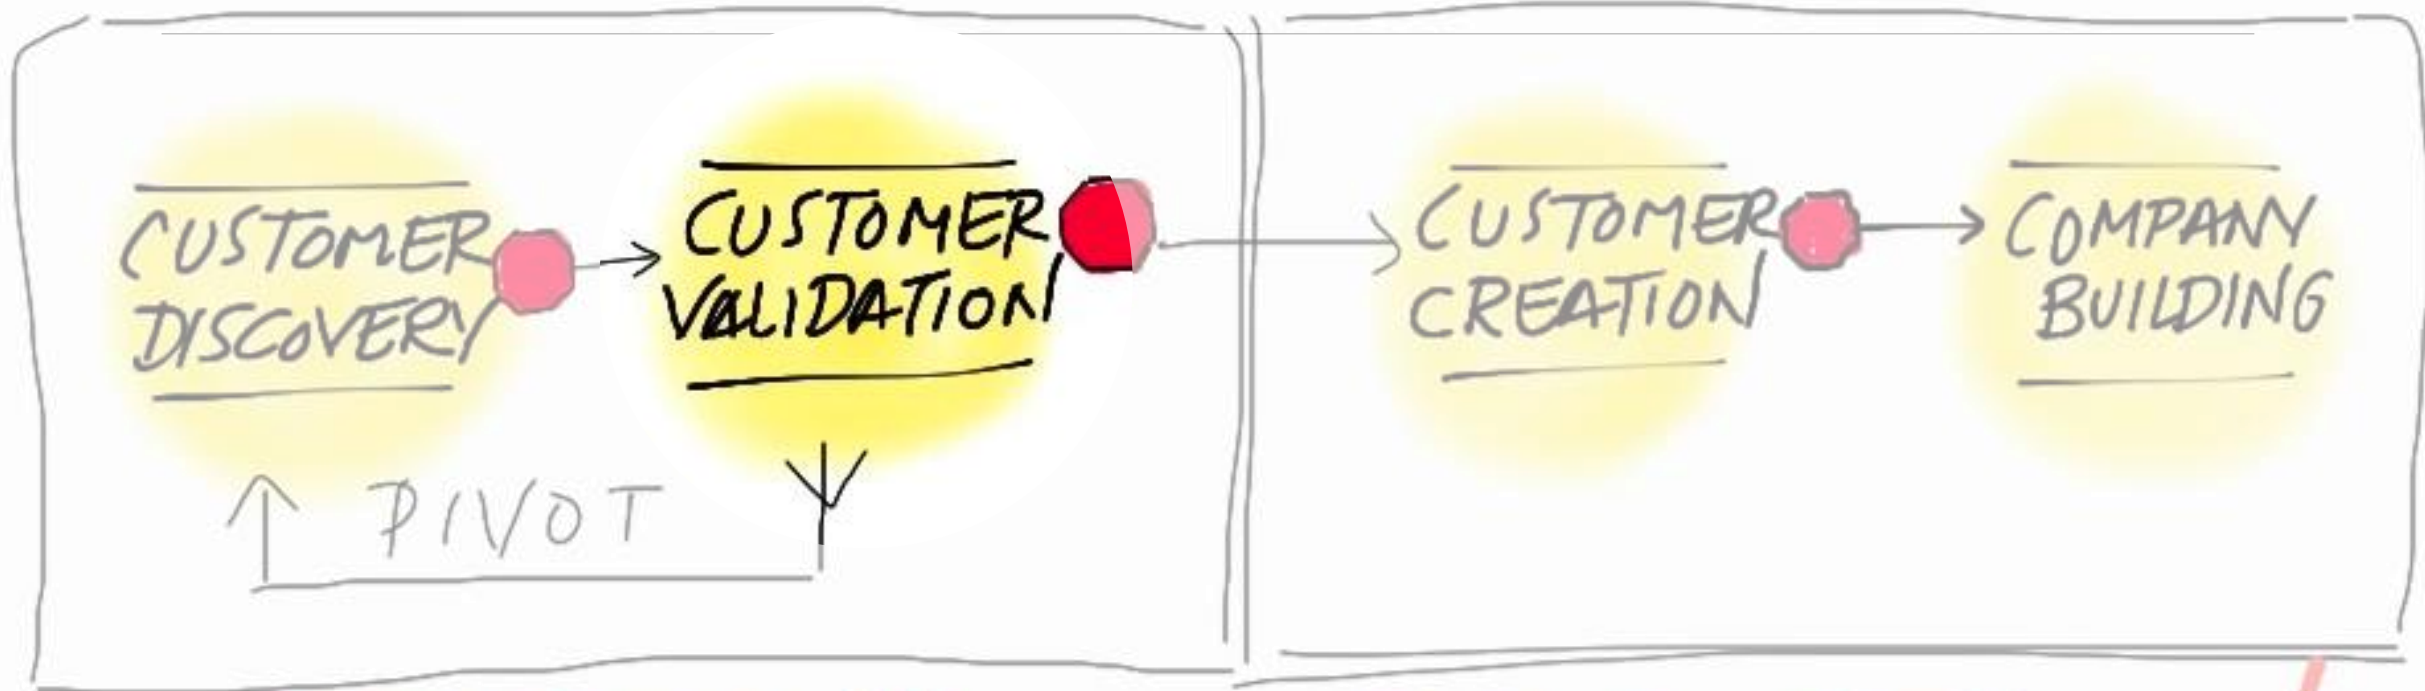 CUSTOMER
DISCOVERY
CUSTOMER
VALIDATION
CUSTOMER
CREATION
COMPANY
BUILDING
PIVOT